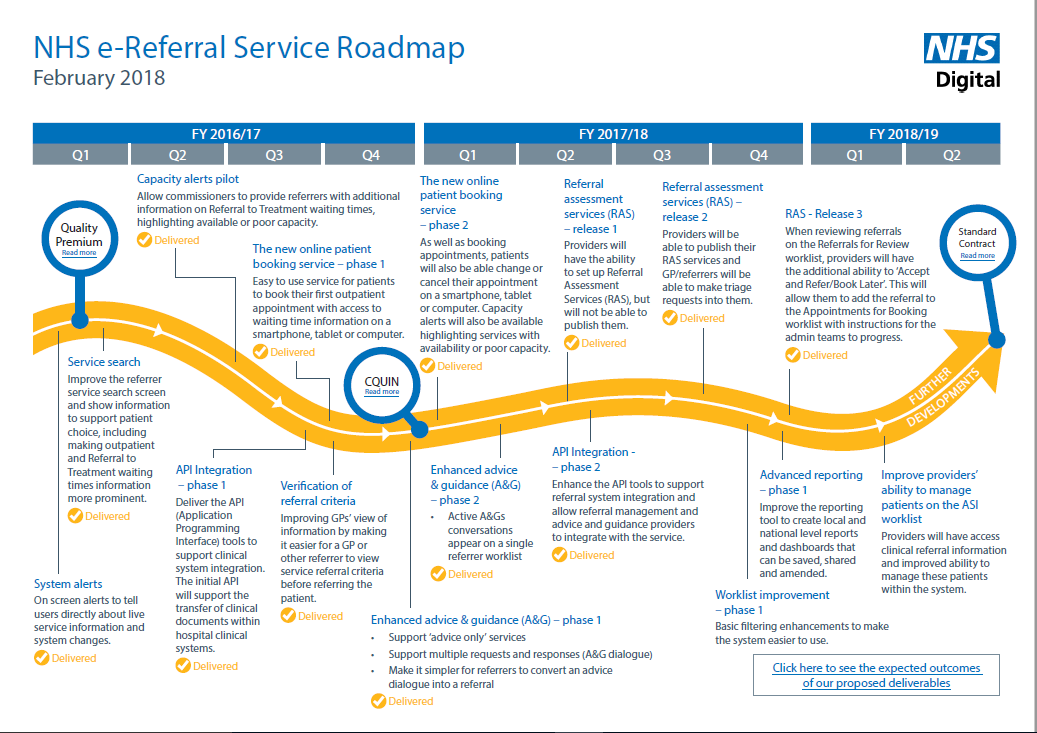 NHS e-Referral Service Roadmap
February 2018
NHS
Digital
FY 2016/17
FY 2017/18
FY 2018/19
Q1
Q2
Q3
Q4
Q1
Q2
Q3
Q4
Q1
Q2
Quality
Premium
Read more
Capacity alerts pilot
Allow commissioners to provide referrers with additional
information on Referral to Treatment waiting times,
highlighting available or poor capacity.
Delivered
The new online patient
booking service – phase 1
Easy to use service for patients
to book their first outpatient
appointment with access to
waiting time information on a
smartphone, tablet or computer.
Delivered
CQUIN
Read more
The new online
patient booking
service
– phase 2
As well as booking
appointments, patients
will also be able change or
cancel their appointment
on a smartphone, tablet
or computer. Capacity
alerts will also be available
highlighting services with
availability or poor capacity.
Delivered
Referral
assessment
services (RAS)
– release 1
Providers will
have the ability
to set up Referral
Assessment
Services (RAS), but
will not be able to
publish them.
Delivered
Referral assessment
services (RAS) –
release 2
Providers will be
able to publish their
RAS services and
GP/referrers will be
able to make triage
requests into them.
Delivered
RAS - Release 3
When reviewing referrals
on the Referrals for Review
worklist, providers will have
the additional ability to ‘Accept
and Refer/Book Later’. This will
allow them to add the referral to
the Appointments for Booking
worklist with instructions for the
admin teams to progress.
Delivered
Standard
Contract
Read more
FURTHER
DEVELOPMENTS
Service search
Improve the referrer
service search screen
and show information
to support patient
choice, including
making outpatient
and Referral to
Treatment waiting
times information
more prominent.
Delivered
System alerts
On screen alerts to tell
users directly about live
service information and
system changes.
Delivered
API Integration
– phase 1
Deliver the API
(Application
Programming
Interface) tools to
support clinical
system integration.
The initial API
will support the
transfer of clinical
documents within
hospital clinical
systems.
Delivered
Verification of
referral criteria
Improving GPs’ view of
information by making
it easier for a GP or
other referrer to view
service referral criteria
before referring the
patient.
Delivered
Enhanced advice & guidance (A&G) – phase 1
• Support ‘advice only’ services
• Support multiple requests and responses (A&G dialogue)
• Make it simpler for referrers to convert an advice
dialogue into a referral
Delivered
Enhanced advice
& guidance (A&G)
– phase 2
• Active A&Gs
conversations
appear on a single
referrer worklist
Delivered
API Integration -
– phase 2
Enhance the API tools to support
referral system integration and
allow referral management and
advice and guidance providers
to integrate with the service.
Delivered
Worklist improvement
– phase 1
Basic filtering enhancements to make
the system easier to use.
Advanced reporting
– phase 1
Improve the reporting
tool to create local and
national level reports
and dashboards that
can be saved, shared
and amended.
Improve providers’
ability to manage
patients on the ASI
worklist
Providers will have access
clinical referral information
and improved ability to
manage these patients
within the system.
Click here to see the expected outcomes
of our proposed deliverables